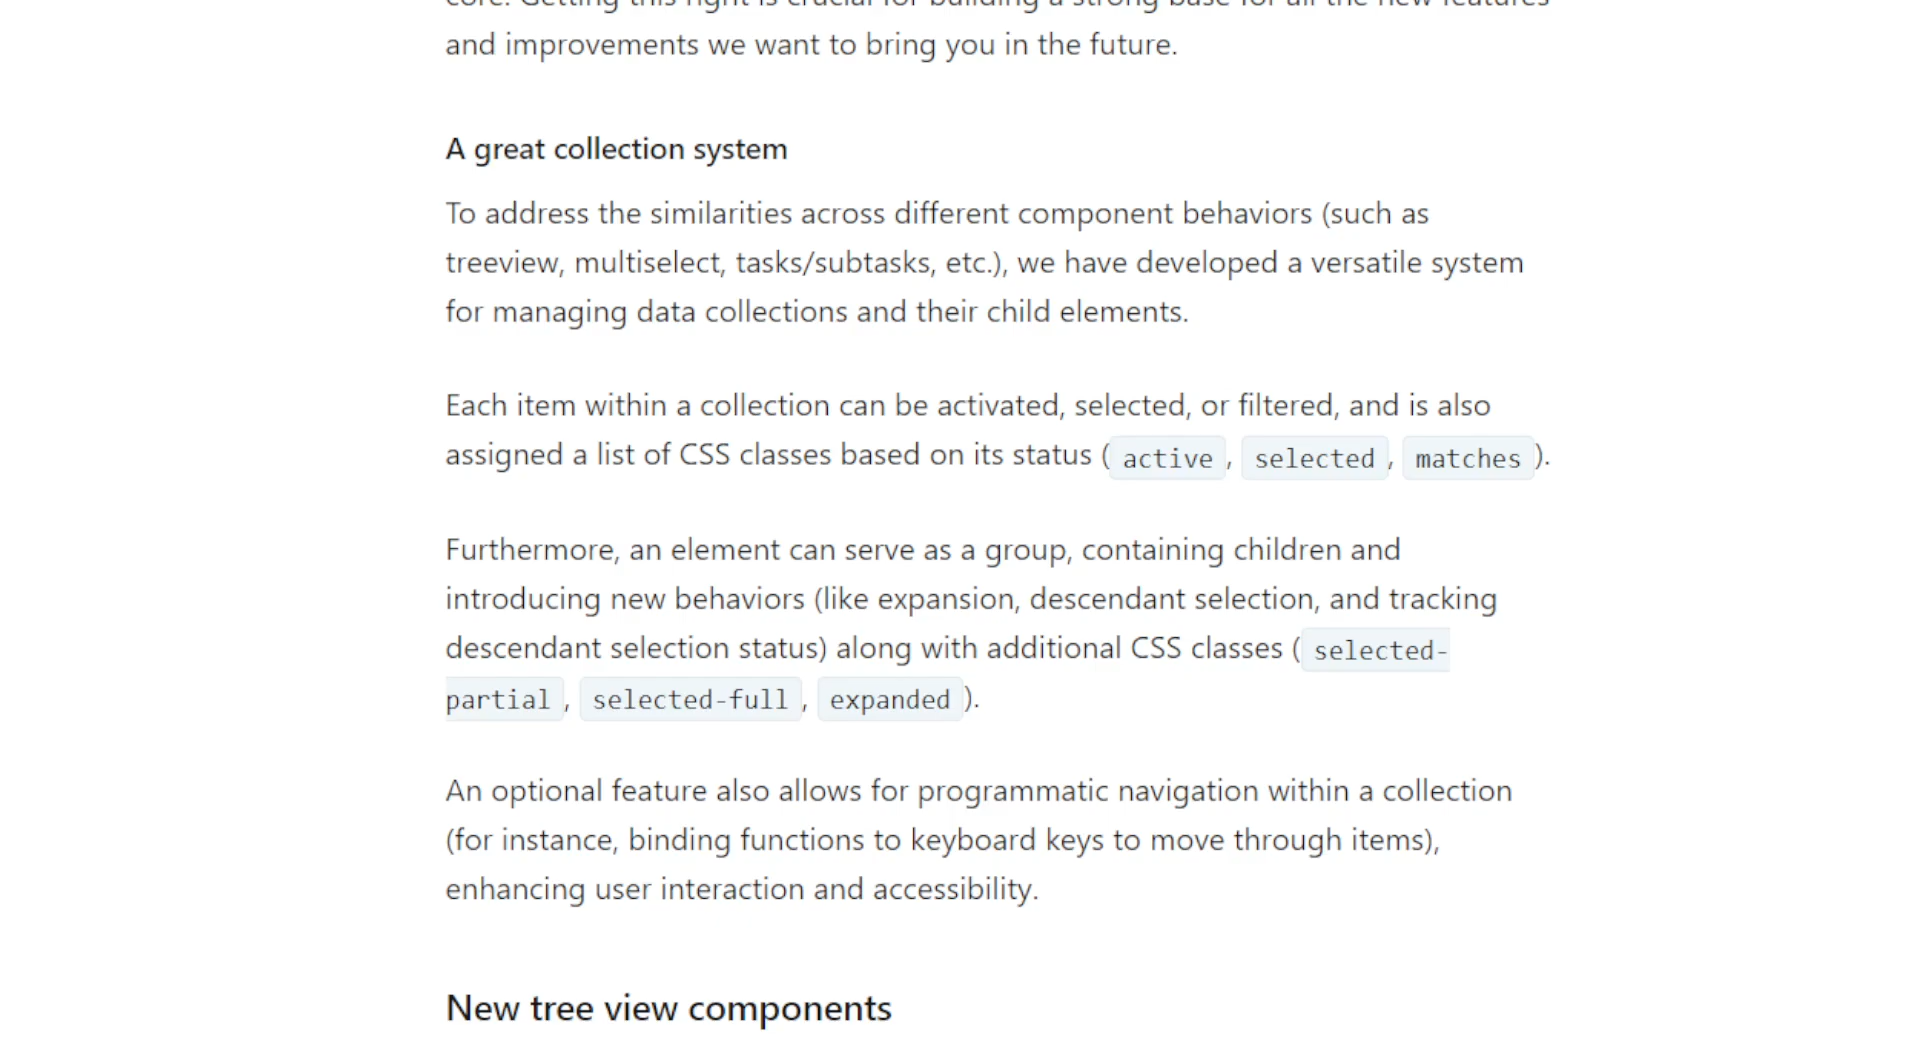 core. Getting this right is crucial for building a strong base for all the new features
and improvements we want to bring you in the future.
A great collection system
To address the similarities across different component behaviors (such as
treeview, multiselect, tasks/subtasks, etc.), we have developed a versatile system
for managing data collections and their child elements.
Each item within a collection can be activated, selected, or filtered, and is also
assigned a list of CSS classes based on its status ( active , selected , matches ).
Furthermore, an element can serve as a group, containing children and
introducing new behaviors (like expansion, descendant selection, and tracking
descendant selection status) along with additional CSS classes ( selected-
partial , selected-full , expanded ).
An optional feature also allows for programmatic navigation within a collection
(for instance, binding functions to keyboard keys to move through items),
enhancing user interaction and accessibility.
New tree view components